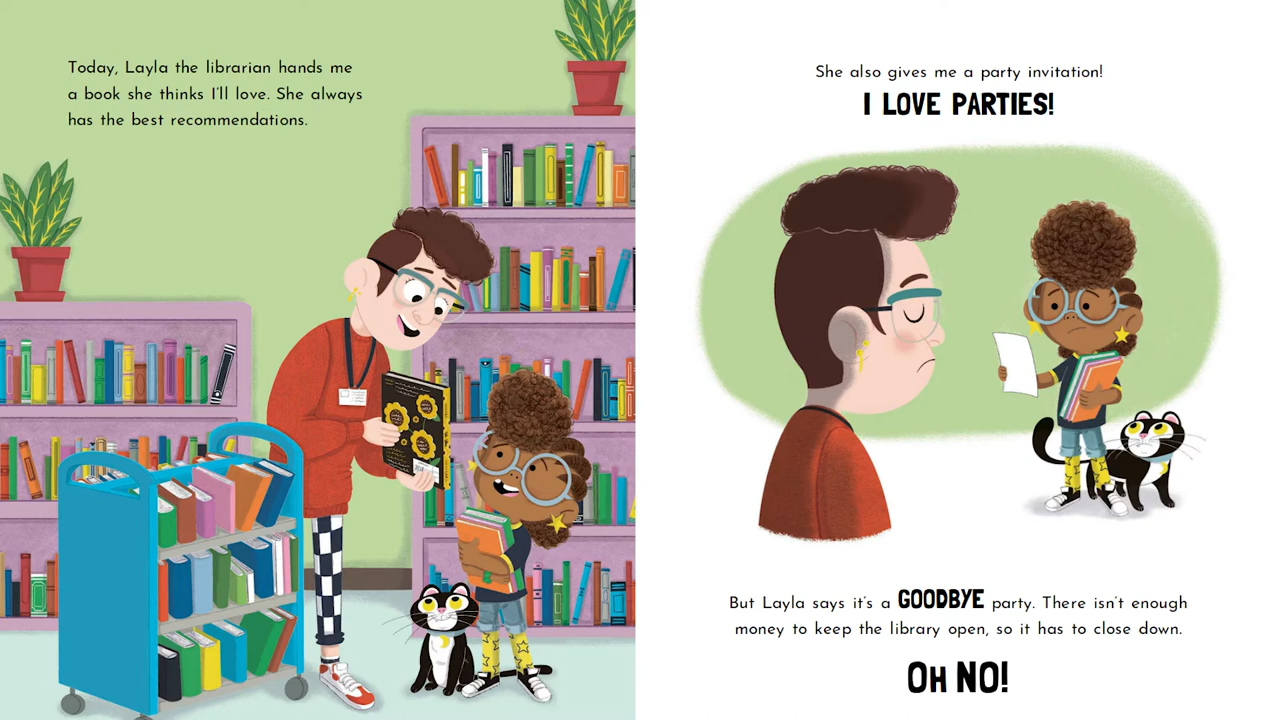 Today, Layla the librarian hands me
a book she thinks I'll love. She always
has the best recommendations.
She also gives me a party invitation!
I LOVE PARTIES!
But Layla says it's a GOODBYE party. There isn't enough
money to keep the library open, so it has to close down.
OH NO!